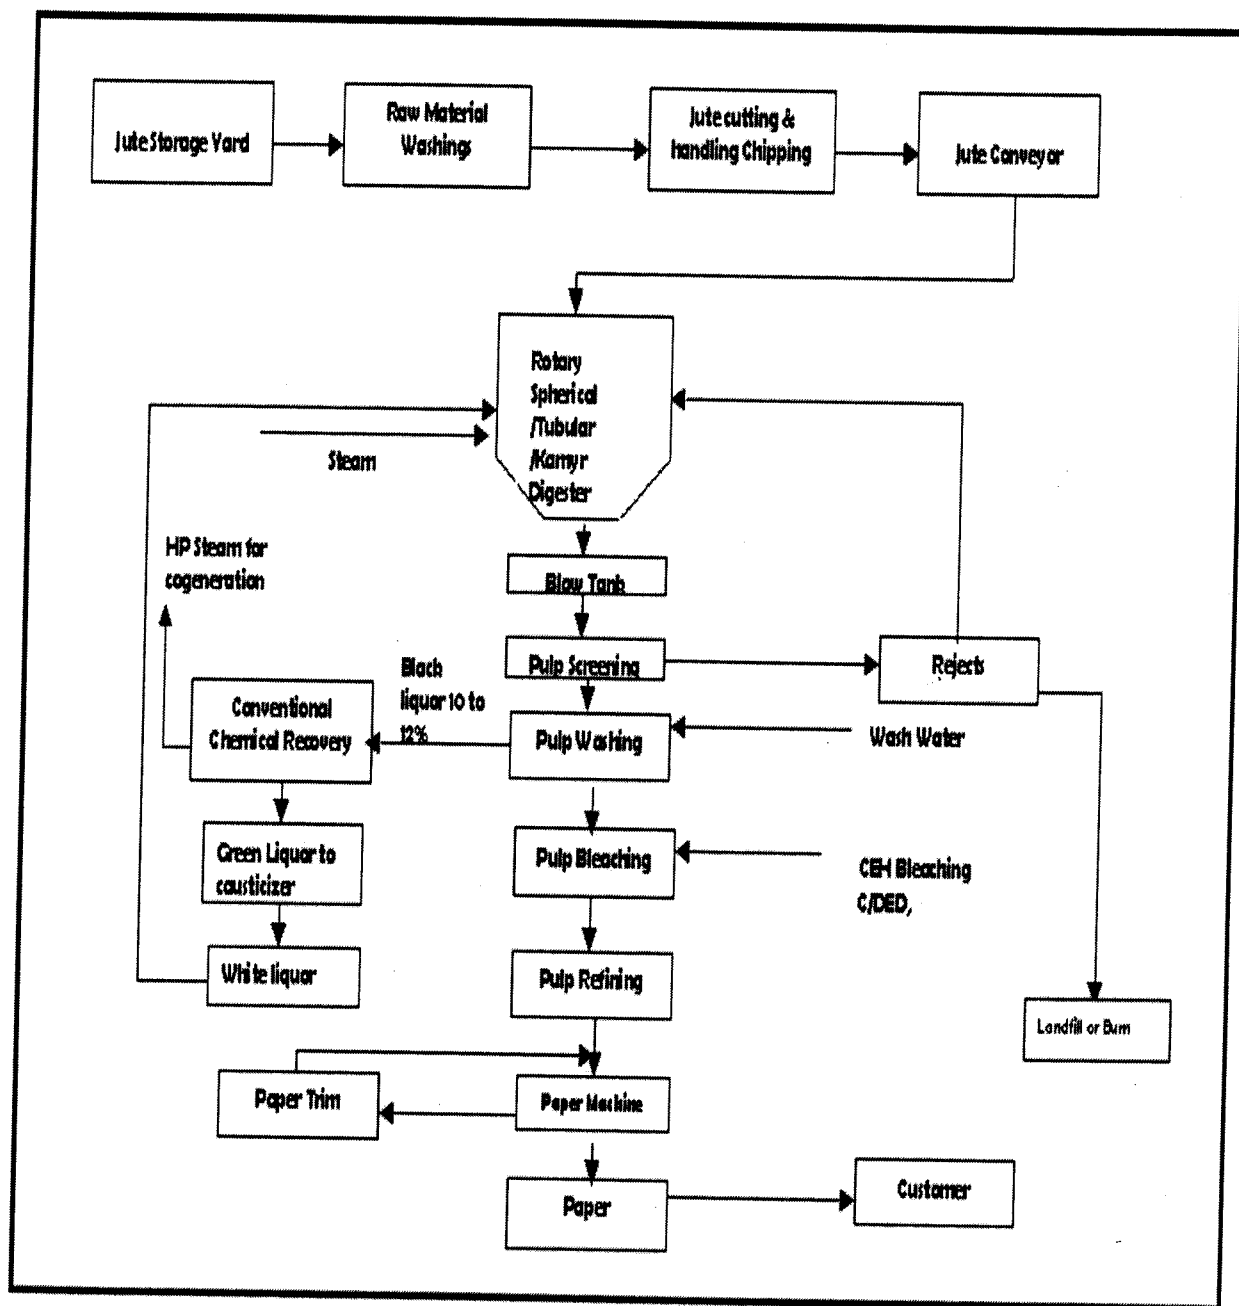 Jute Storage Yard
Raw Material
Washings
Jute cutting &
handling Chipping
Jute Conveyor
Rotary
Spherical
/Tubular
/Kamyr
Digester
Steam
HP Steam for
cogeneration
Blow Tank
Pulp Screening
Rejects
Black
liquor 10 to
12%
Conventional
Chemical Recovery
Pulp Washing
Wash Water
Green Liquor to
causticizer
Pulp Bleaching
CEH Bleaching
C/DED,
White liquor
Pulp Refining
Landfill or Burn
Paper Trim
Paper Machine
Paper
Customer